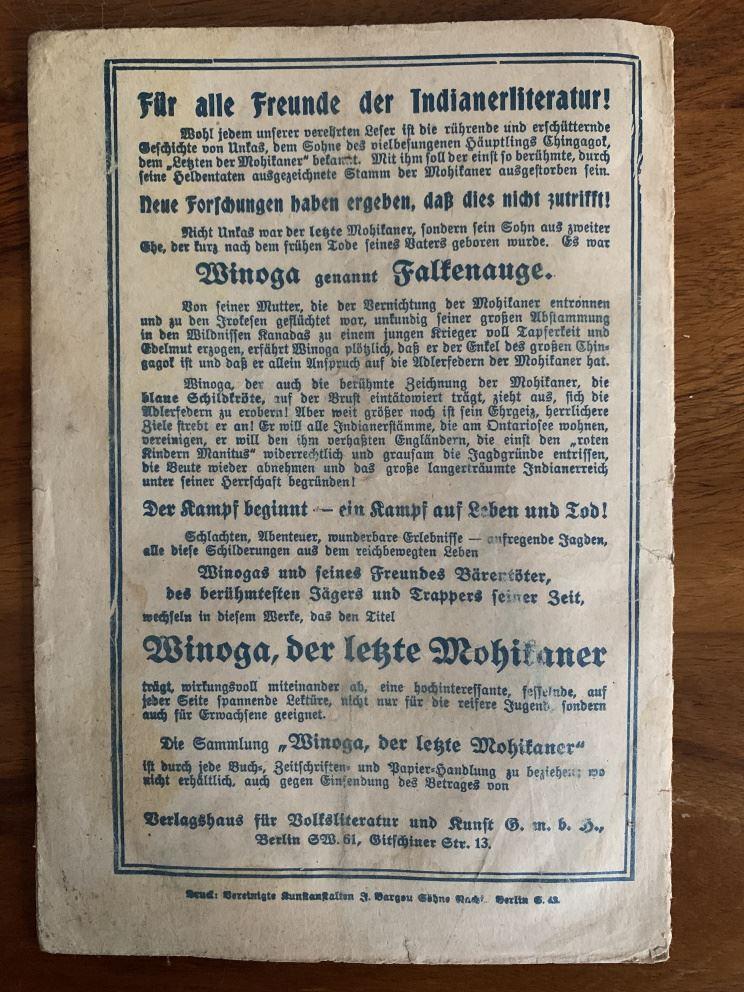 Für alle Freunde der Indianerliteratur!
Wohl jedem unserer verehrten Leser ist die rührende und erschütternde
Geschichte von Unkas, dem Sohne des vielbesungenen Häuptlings Chingagok,
dem „Letzten der Mohikaner" bekannt. Mit ihm soll der einst so berühmte, durch
seine Heldentaten ausgezeichnete Stamm der Mohikaner ausgestorben sein.
Neue Forschungen haben ergeben, daß dies nicht zutrifft!
Nicht Unkas war der letzte Mohikaner, sondern sein Sohn aus zweiter
Ehe, der kurz nach dem frühen Tode seines Vaters geboren wurde. Es war
Winoga genannt Falkenauge.
Von seiner Mutter, die der Vernichtung der Mohikaner entronnen
und zu den Irokesen geflüchtet war, unkundig seiner großen Abstammung
in den Wildnissen Kanadas zu einem jungen Krieger voll Tapferkeit und
Edelmut erzogen, erfährt Winoga plötzlich, daß er der Enkel des großen Chin-
gagok ist und daß er allein Anspruch auf die Adlerfedern der Mohikaner hat.
Winoga, der auch die berühmte Zeichnung der Mohikaner, die
blaue Schildkröte, auf der Brust eintätowiert trägt, zieht aus, sich die
Adlerfedern zu erobern! Aber weit größer noch ist sein Ehrgeiz, herrlichere
Ziele strebt er an! Er will alle Indianerstämme, die am Ontariosee wohnen,
vereinigen, er will den ihm verhaßten Engländern, die einst den „roten
Kindern Manitus" widerrechtlich und grausam die Jagdgründe entrissen,
die Beute wieder abnehmen und das große langerträumte Indianerreich
unter seiner Herrschaft begründen!
Der Kampf beginnt — ein Kampf auf Leben und Tod!
Schlachten, Abenteuer, wunderbare Erlebnisse — aufregende Jagden,
alle diese Schilderungen aus dem reichbewegten Leben
Winogas und seines Freundes Bärentöter,
des berühmtesten Jägers und Trappers seiner Zeit,
wechseln in diesem Werke, das den Titel
Winoga, der letzte Mohikaner
trägt, wirkungsvoll miteinander ab, eine hochinteressante, fesselnde, auf
jeder Seite spannende Lektüre, nicht nur für die reifere Jugend, sondern
auch für Erwachsene geeignet.
Die Sammlung „Winoga, der letzte Mohikaner"
ist durch jede Buch-, Zeitschriften- und Papier-Handlung zu beziehen; wo
nicht erhältlich, auch gegen Einsendung des Betrages von
Verlagshaus für Volksliteratur und Kunst G. m. b. H.,
Berlin SW. 61, Gitschiner Str. 13.
Druck: Vereinigte Kunstanstalten J. Bargou Söhne Berlin S. 42.